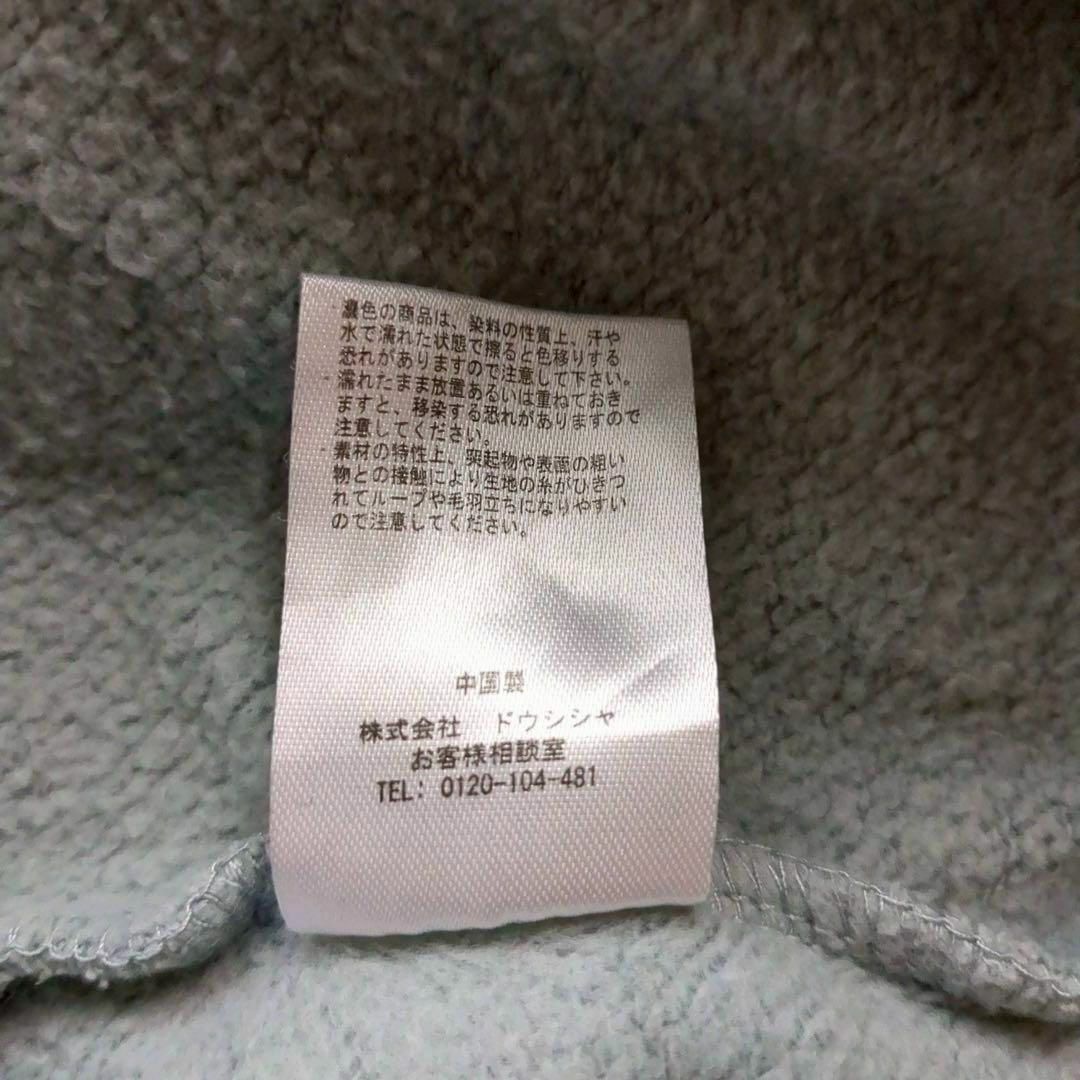 ・濃色の商品は、染料の性質上、汗や
水で濡れた状態で擦ると色移りする
恐れがありますので注意して下さい。
・濡れたまま放置あるいは重ねておき
ますと、移染する恐れがありますので
注意してください。
・素材の特性上、突起物や表面の粗い
物との接触により生地の糸がひきつ
れてループや毛羽立ちになりやすい
ので注意してください。
中国製
株式会社 ドウシシャ
お客様相談室
TEL: 0120-104-481